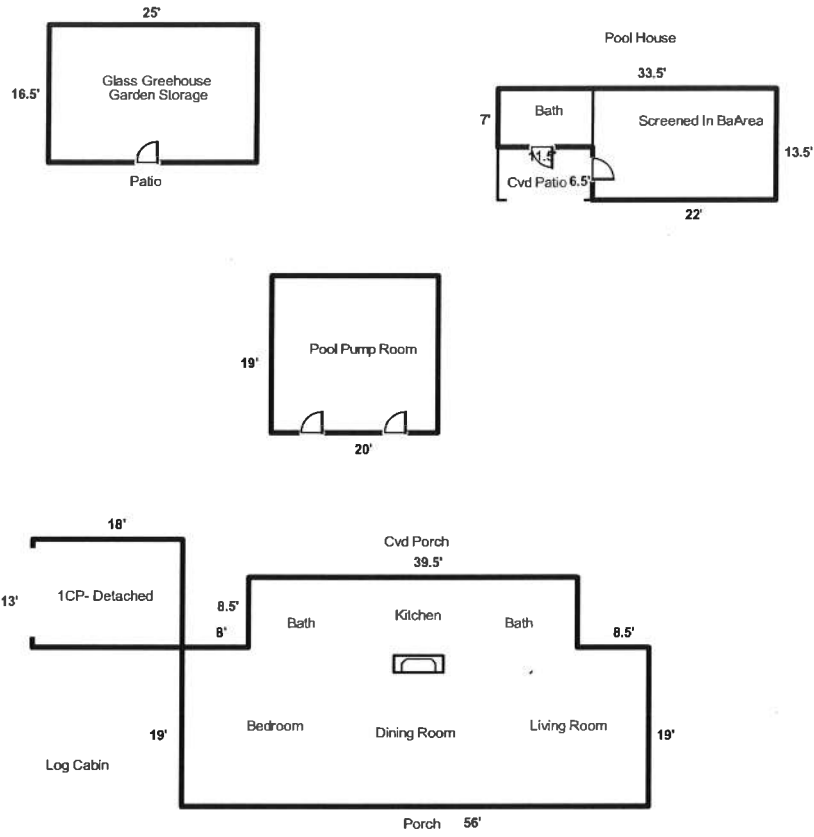 25'
16.5'
Glass Greehouse
Garden Storage
Patio
Pool House
33.5'
7'
Bath
Screened In BaArea
13.5'
11.5'
Cvd Patio 6.5'
22'
19'
Pool Pump Room
20'
18'
13'
1CP- Detached
Cvd Porch
39.5'
8.5'
8'
Bath
Kitchen
Bath
8.5'
19'
Bedroom
Dining Room
Living Room
19'
Log Cabin
Porch 56'